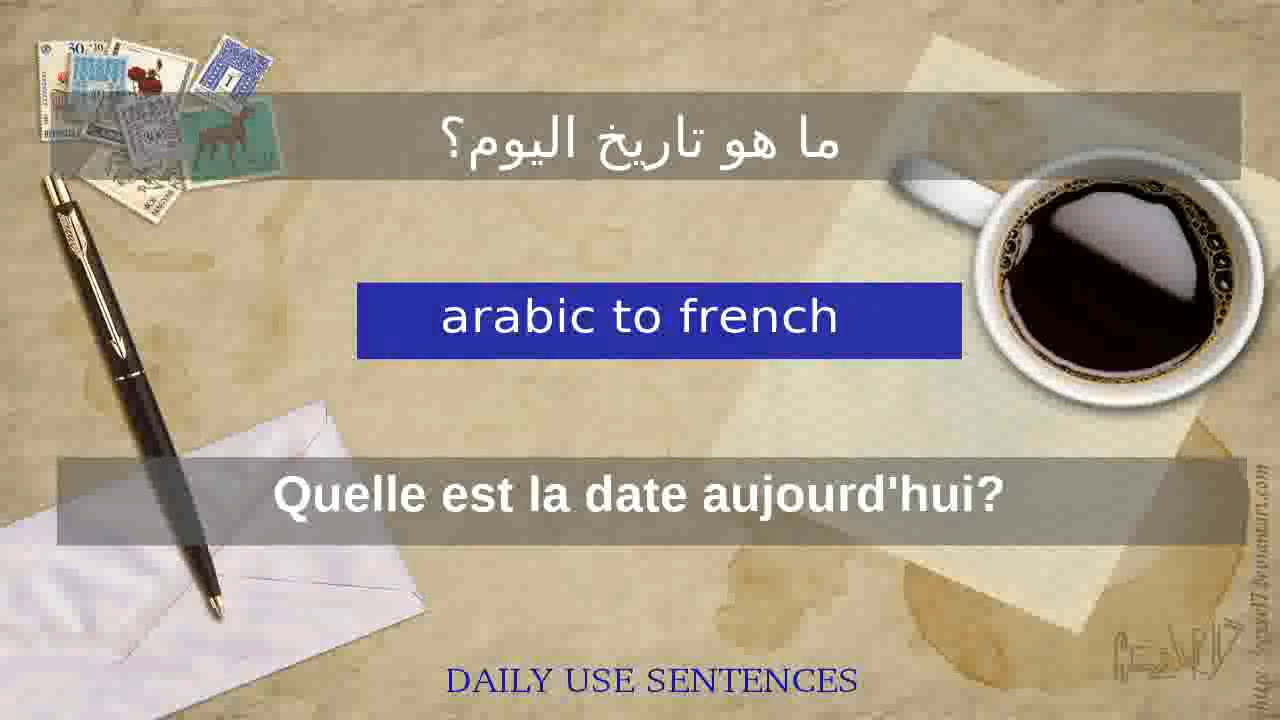 ما هو تاريخ اليوم؟
arabic to french
Quelle est la date aujourd'hui?
DAILY USE SENTENCES